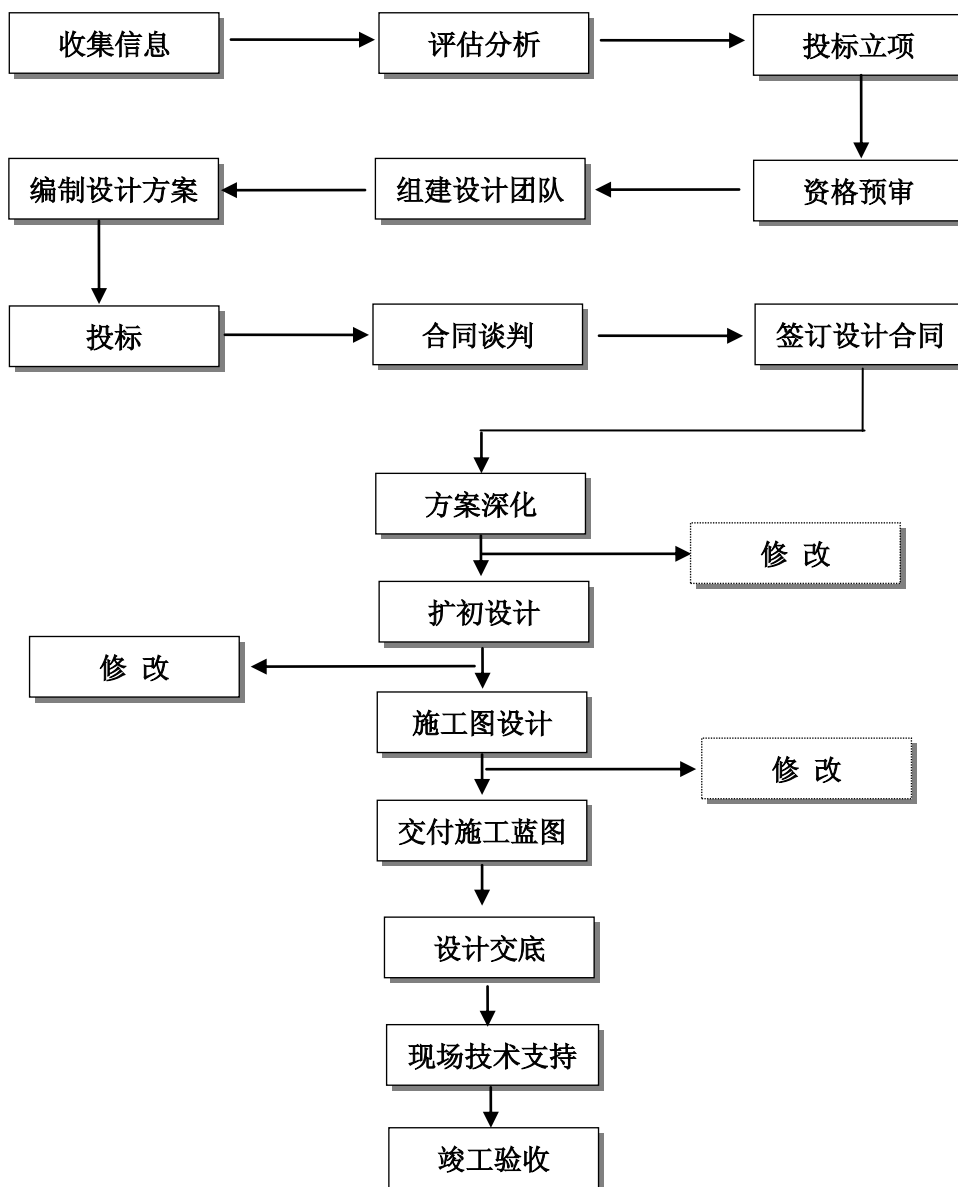 收集信息
评估分析
投标立项
编制设计方案
组建设计团队
资格预审
投标
合同谈判
签订设计合同
方案深化
修 改
扩初设计
修 改
施工图设计
修 改
交付施工蓝图
设计交底
现场技术支持
竣工验收